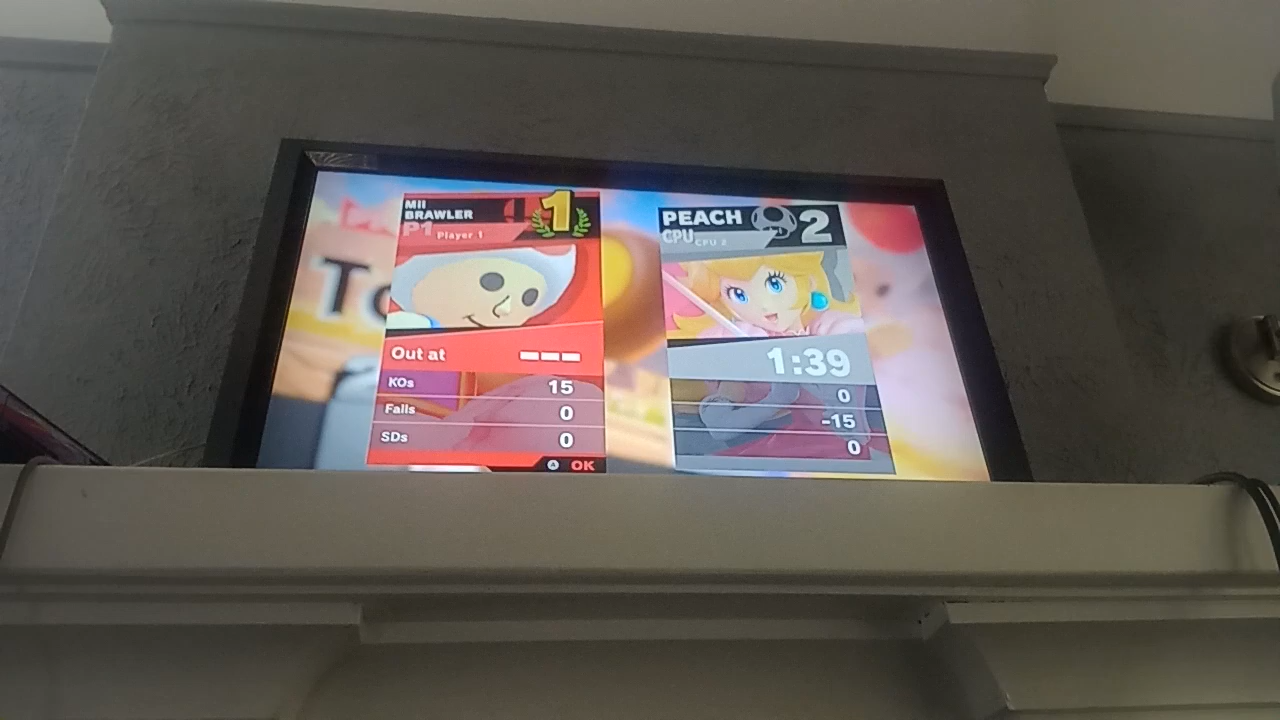 MII
BRAWLER
1
P1 Player 1
Out at ---
KOs 15
Falls 0
SDs 0
OK
PEACH 2
CPU CPU 2
1:39
0
-15
0